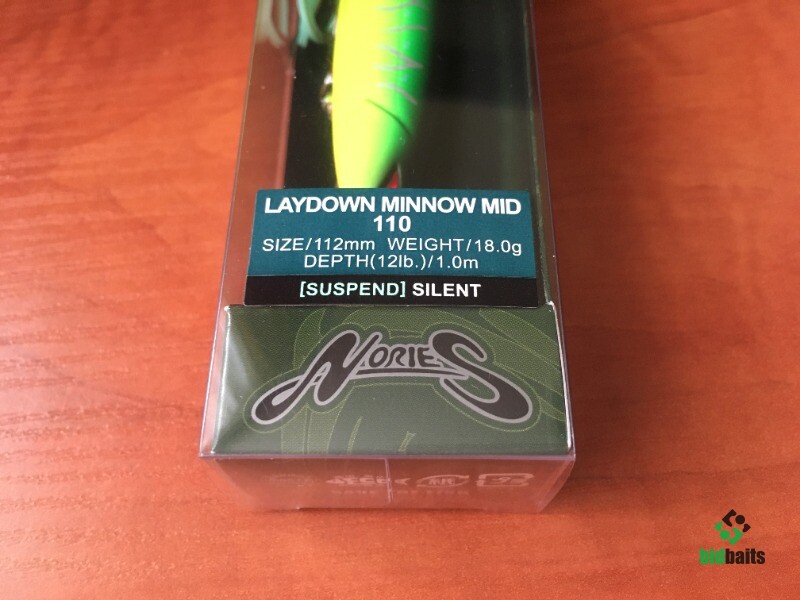 LAYDOWN MINNOW MID
110
SIZE/112mm WEIGHT/18.0g
DEPTH(12lb.)/1.0m
[SUSPEND] SILENT
NORIES
bidbaits